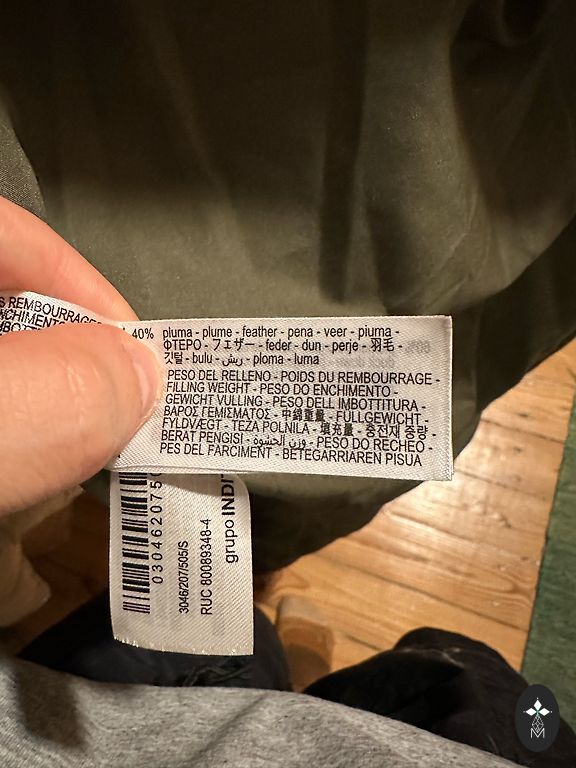 S REMBOURRAGE
40% pluma - plume - feather - pena - veer - piuma -
ΦΤΕΡΟ - フェザー - feder - dun - perje - 羽毛 -
깃털 - bulu - ريش - ploma - luma
PESO DEL RELLENO - POIDS DU REMBOURRAGE -
FILLING WEIGHT - PESO DO ENCHIMENTO -
GEWICHT VULLING - PESO DELL IMBOTTITURA -
ΒΑΡΟΣ ΓΕΜΙΣΜΑΤΟΣ - 中綿重量 - FULLGEWICHT -
FYLDVÆGT - TEZA POLNILA - 填充量 - 충전재 중량 -
BERAT PENGISI - وزن الحشوة - PESO DO RECHEO -
PES DEL FARCIMENT - BETEGARRIAREN PISUA
0304620750
3046/207/505/S
RUC 80089348-4
grupo INDIT
M